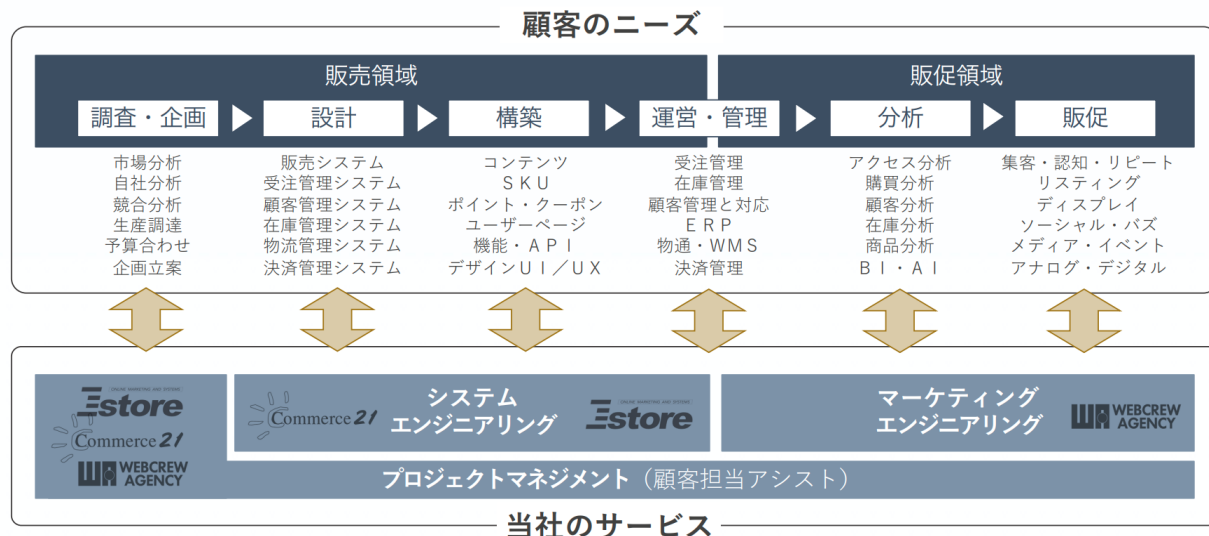 顧客のニーズ
販売領域
販促領域
調査・企画
設計
構築
運営・管理
分析
販促
市場分析
自社分析
競合分析
生産調達
予算合わせ
企画立案
販売システム
受注管理システム
顧客管理システム
在庫管理システム
物流管理システム
決済管理システム
コンテンツ
ＳＫＵ
ポイント・クーポン
ユーザーページ
機能・ＡＰＩ
デザインＵＩ／ＵＸ
受注管理
在庫管理
顧客管理と対応
ＥＲＰ
物通・ＷＭＳ
決済管理
アクセス分析
購買分析
顧客分析
在庫分析
商品分析
ＢＩ・ＡＩ
集客・認知・リピート
リスティング
ディスプレイ
ソーシャル・バズ
メディア・イベント
アナログ・デジタル
ONLINE MARKETING AND SYSTEMS
Estore
Commerce21
WA WEBCREW
AGENCY
Commerce21
システム
エンジニアリング
ONLINE MARKETING AND SYSTEMS
Estore
マーケティング
エンジニアリング
WA WEBCREW
AGENCY
プロジェクトマネジメント（顧客担当アシスト）
当社のサービス